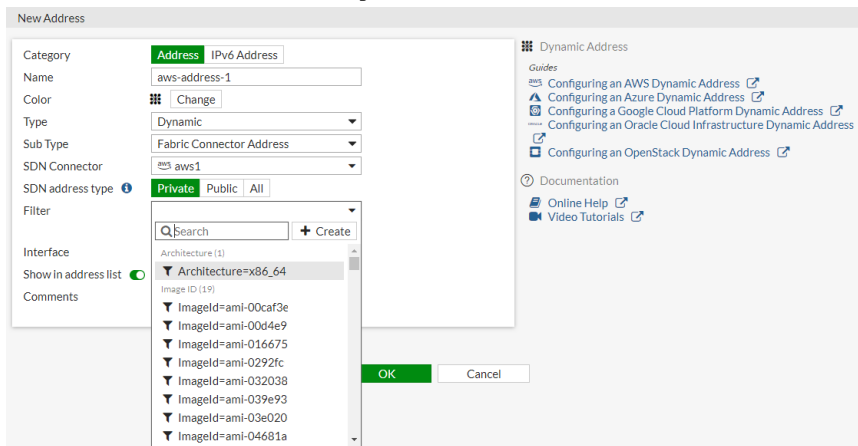 New Address
Category Address IPv6 Address
Name aws-address-1
Color Change
Type Dynamic
Sub Type Fabric Connector Address
SDN Connector aws aws1
SDN address type Private Public All
Filter
Search + Create
Architecture (1)
Architecture=x86_64
Image ID (19)
ImageId=ami-00caf3e
ImageId=ami-00d4e9
ImageId=ami-016675
ImageId=ami-0292fc
ImageId=ami-032038
ImageId=ami-039e93
ImageId=ami-03e020
ImageId=ami-04681a
Interface
Show in address list
Comments
OK Cancel
Dynamic Address
Guides
aws Configuring an AWS Dynamic Address
Configuring an Azure Dynamic Address
Configuring a Google Cloud Platform Dynamic Address
Configuring an Oracle Cloud Infrastructure Dynamic Address
Configuring an OpenStack Dynamic Address
Documentation
Online Help
Video Tutorials